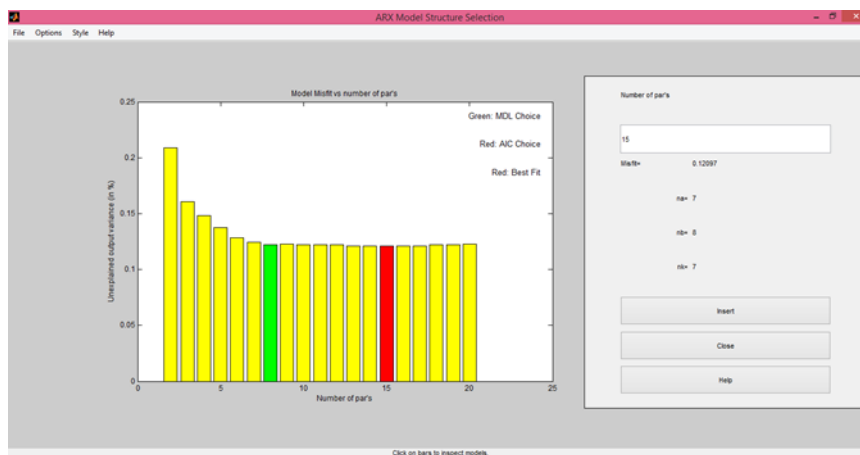 ARX Model Structure Selection
File Options Style Help
Model Misfit vs number of par's
Green: MDL Choice
Red: AIC Choice
Red: Best Fit
Unexplained output variance (in %)
0.25
0.2
0.15
0.1
0.05
0
0 5 10 15 20 25
Number of par's
Number of par's
15
Misfit= 0.12097
na= 7
nb= 8
nk= 7
Insert
Close
Help
Click on bars to inspect models.